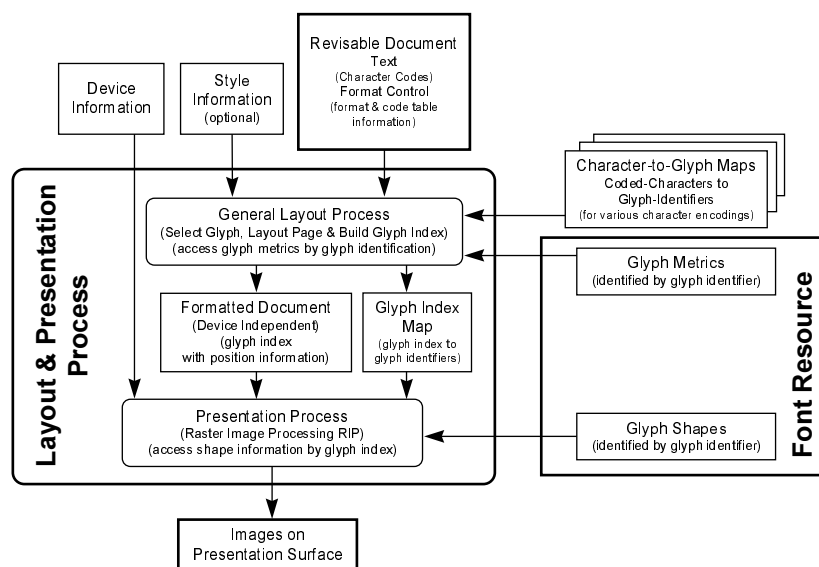 Revisable Document
Text
(Character Codes)
Format Control
(format & code table
information)
Device
Information
Style
Information
(optional)
Character-to-Glyph Maps
Coded-Characters to
Glyph-Identifiers
(for various character encodings)
Layout & Presentation
Process
General Layout Process
(Select Glyph, Layout Page & Build Glyph Index)
(access glyph metrics by glyph identification)
Glyph Metrics
(identified by glyph identifier)
Formatted Document
(Device Independent)
(glyph index
with position information)
Glyph Index
Map
(glyph index to
glyph identifiers)
Font Resource
Presentation Process
(Raster Image Processing RIP)
(access shape information by glyph index)
Glyph Shapes
(identified by glyph identifier)
Images on
Presentation Surface